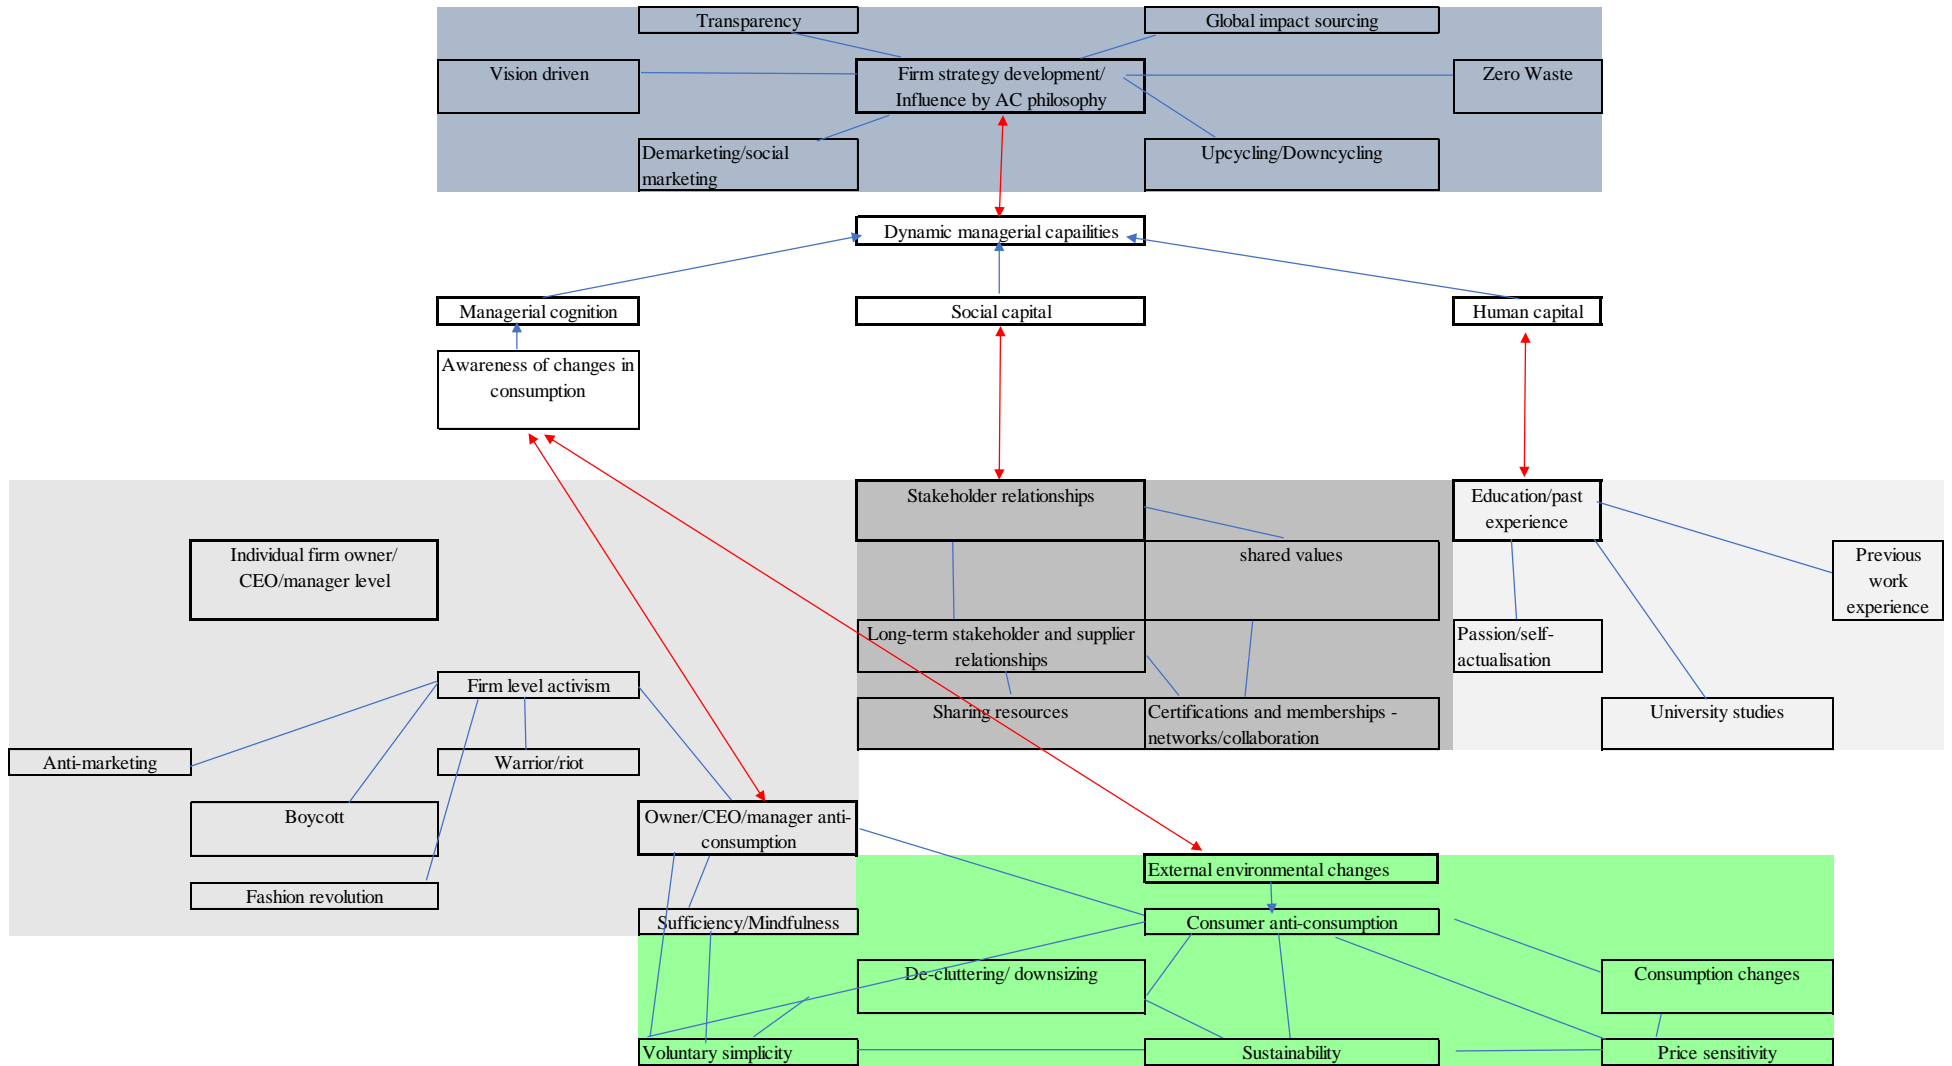 Transparency
Global impact sourcing
Vision driven
Firm strategy development/
Influence by AC philosophy
Zero Waste
Demarketing/social
marketing
Upcycling/Downcycling
Dynamic managerial capailities
Managerial cognition
Social capital
Human capital
Awareness of changes in
consumption
Stakeholder relationships
Education/past
experience
Individual firm owner/
CEO/manager level
shared values
Previous
work
experience
Long-term stakeholder and supplier
relationships
Passion/self-
actualisation
Firm level activism
Sharing resources
Certifications and memberships -
networks/collaboration
University studies
Anti-marketing
Warrior/riot
Boycott
Owner/CEO/manager anti-
consumption
External environmental changes
Fashion revolution
Sufficiency/Mindfulness
Consumer anti-consumption
De-cluttering/ downsizing
Consumption changes
Voluntary simplicity
Sustainability
Price sensitivity